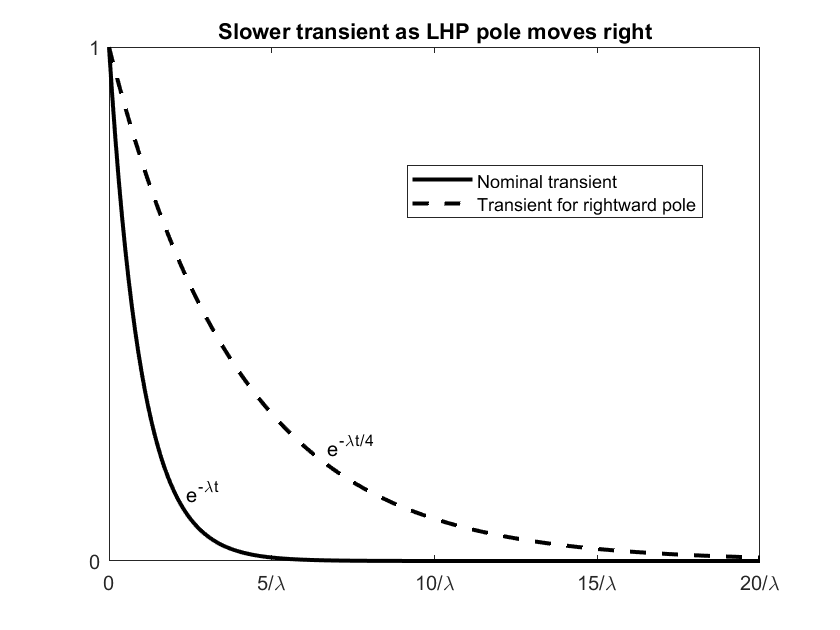 Slower transient as LHP pole moves right
1
Nominal transient
Transient for rightward pole
e^-λt/4
e^-λt
0
0 5/λ 10/λ 15/λ 20/λ